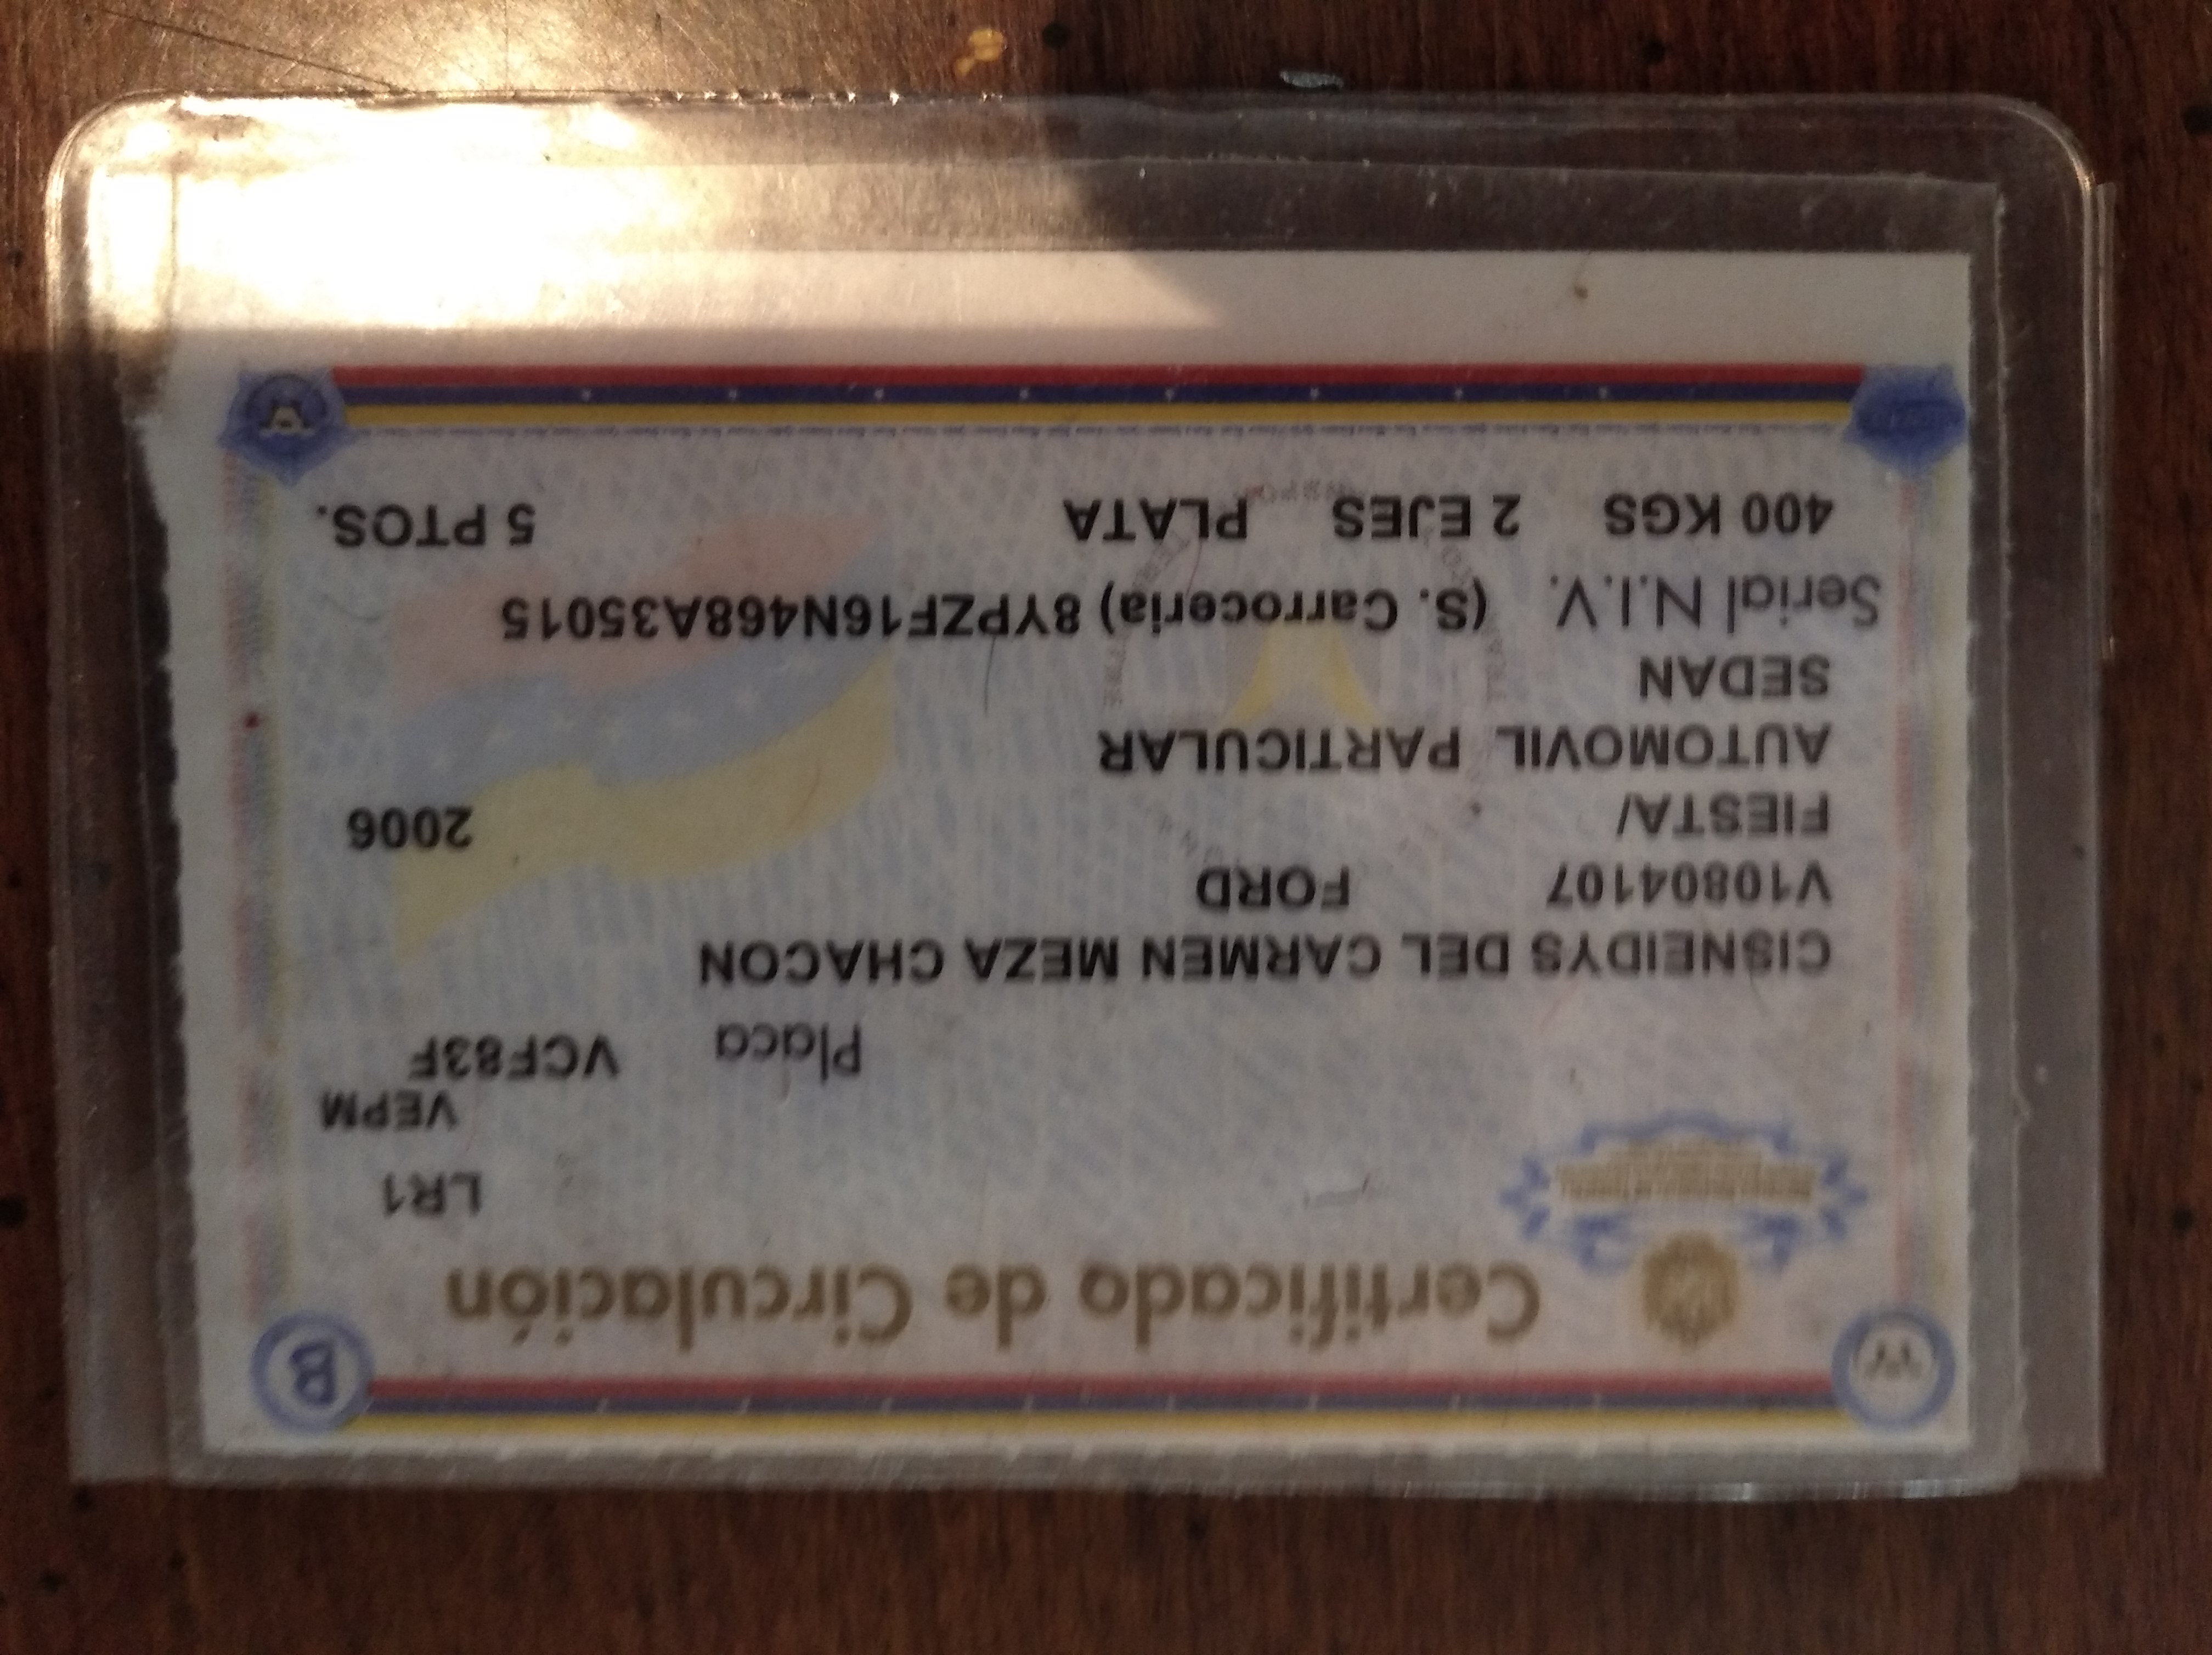 Certificado de Circulación
LR1
VEPM
Placa VCF83F
CISNEIDYS DEL CARMEN MEZA CHACON
V10804107 FORD
FIESTA/ 2006
AUTOMOVIL PARTICULAR
SEDAN
Serial N.I.V. (S. Carroceria) 8YPZF16N468A35015
400 KGS 2 EJES PLATA 5 PTOS.
B